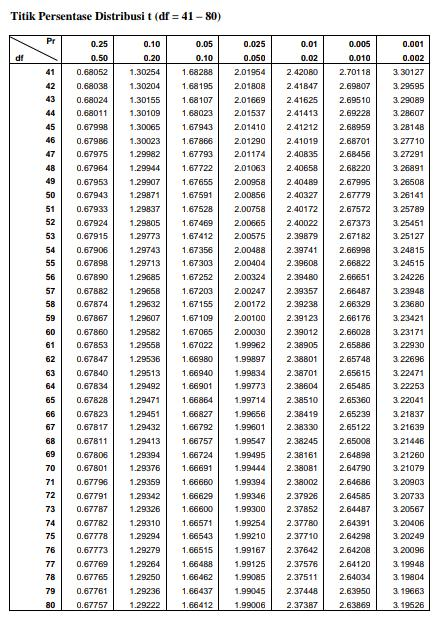 Titik Persentase Distribusi t (df = 41 – 80)
Pr 0.25 0.10 0.05 0.025 0.01 0.005 0.001
df 0.50 0.20 0.10 0.050 0.02 0.010 0.002
41 0.68052 1.30254 1.68288 2.01954 2.42080 2.70118 3.30127
42 0.68038 1.30204 1.68195 2.01808 2.41847 2.69807 3.29595
43 0.68024 1.30155 1.68107 2.01669 2.41625 2.69510 3.29089
44 0.68011 1.30109 1.68023 2.01537 2.41413 2.69228 3.28607
45 0.67998 1.30065 1.67943 2.01410 2.41212 2.68959 3.28148
46 0.67986 1.30023 1.67866 2.01290 2.41019 2.68701 3.27710
47 0.67975 1.29982 1.67793 2.01174 2.40835 2.68456 3.27291
48 0.67964 1.29944 1.67722 2.01063 2.40658 2.68220 3.26891
49 0.67953 1.29907 1.67655 2.00958 2.40489 2.67995 3.26508
50 0.67943 1.29871 1.67591 2.00856 2.40327 2.67779 3.26141
51 0.67933 1.29837 1.67528 2.00758 2.40172 2.67572 3.25789
52 0.67924 1.29805 1.67469 2.00665 2.40022 2.67373 3.25451
53 0.67915 1.29773 1.67412 2.00575 2.39879 2.67182 3.25127
54 0.67906 1.29743 1.67356 2.00488 2.39741 2.66998 3.24815
55 0.67898 1.29713 1.67303 2.00404 2.39608 2.66822 3.24515
56 0.67890 1.29685 1.67252 2.00324 2.39480 2.66651 3.24226
57 0.67882 1.29658 1.67203 2.00247 2.39357 2.66487 3.23948
58 0.67874 1.29632 1.67155 2.00172 2.39238 2.66329 3.23680
59 0.67867 1.29607 1.67109 2.00100 2.39123 2.66176 3.23421
60 0.67860 1.29582 1.67065 2.00030 2.39012 2.66028 3.23171
61 0.67853 1.29558 1.67022 1.99962 2.38905 2.65886 3.22930
62 0.67847 1.29536 1.66980 1.99897 2.38801 2.65748 3.22696
63 0.67840 1.29513 1.66940 1.99834 2.38701 2.65615 3.22471
64 0.67834 1.29492 1.66901 1.99773 2.38604 2.65485 3.22253
65 0.67828 1.29471 1.66864 1.99714 2.38510 2.65360 3.22041
66 0.67823 1.29451 1.66827 1.99656 2.38419 2.65239 3.21837
67 0.67817 1.29432 1.66792 1.99601 2.38330 2.65122 3.21639
68 0.67811 1.29413 1.66757 1.99547 2.38245 2.65008 3.21446
69 0.67806 1.29394 1.66724 1.99495 2.38161 2.64898 3.21260
70 0.67801 1.29376 1.66691 1.99444 2.38081 2.64790 3.21079
71 0.67796 1.29359 1.66660 1.99394 2.38002 2.64686 3.20903
72 0.67791 1.29342 1.66629 1.99346 2.37926 2.64585 3.20733
73 0.67787 1.29326 1.66600 1.99300 2.37852 2.64487 3.20567
74 0.67782 1.29310 1.66571 1.99254 2.37780 2.64391 3.20406
75 0.67778 1.29294 1.66543 1.99210 2.37710 2.64298 3.20249
76 0.67773 1.29279 1.66515 1.99167 2.37642 2.64208 3.20096
77 0.67769 1.29264 1.66488 1.99125 2.37576 2.64120 3.19948
78 0.67765 1.29250 1.66462 1.99085 2.37511 2.64034 3.19804
79 0.67761 1.29236 1.66437 1.99045 2.37448 2.63950 3.19663
80 0.67757 1.29222 1.66412 1.99006 2.37387 2.63869 3.19526